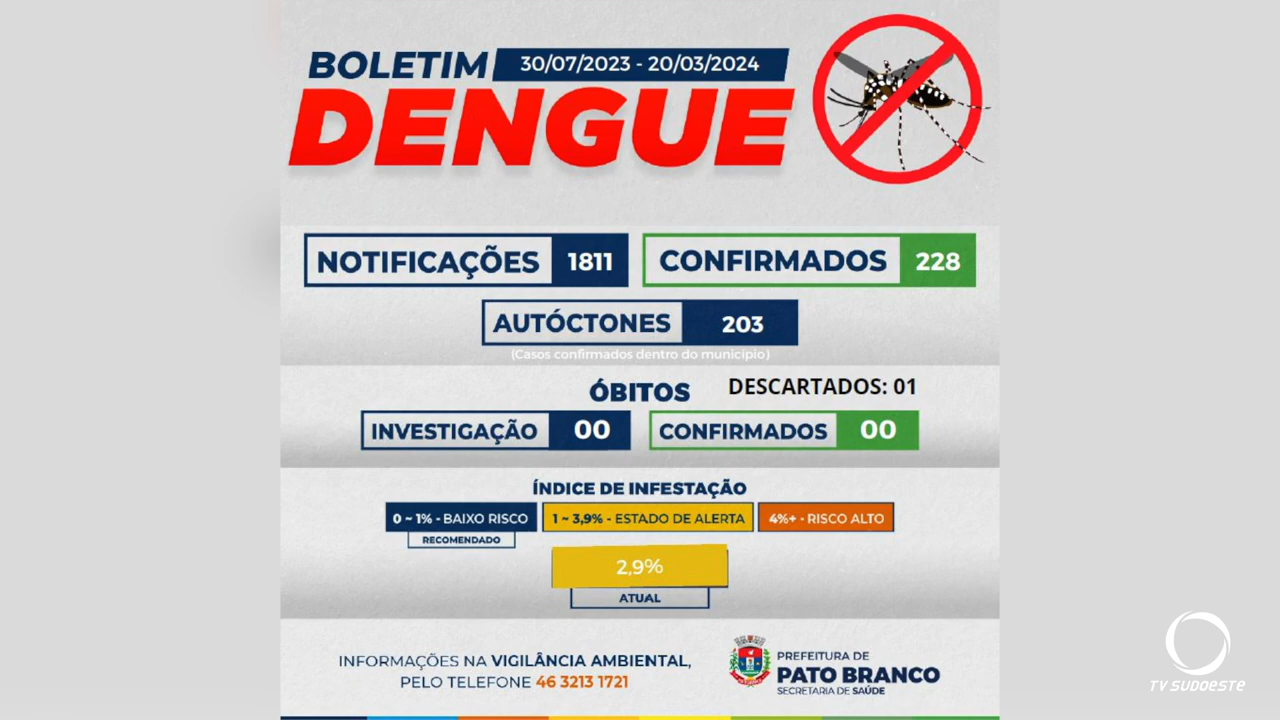 BOLETIM 30/07/2023 - 20/03/2024
DENGUE
NOTIFICAÇÕES 1811 CONFIRMADOS 228
AUTÓCTONES 203
(Casos confirmados dentro do município)
ÓBITOS DESCARTADOS: 01
INVESTIGAÇÃO 00 CONFIRMADOS 00
ÍNDICE DE INFESTAÇÃO
0 ~ 1% - BAIXO RISCO 1 ~ 3,9% - ESTADO DE ALERTA 4%+ - RISCO ALTO
RECOMENDADO
2,9%
ATUAL
INFORMAÇÕES NA VIGILÂNCIA AMBIENTAL,
PELO TELEFONE 46 3213 1721
PREFEITURA DE
PATO BRANCO
SECRETARIA DE SAÚDE
TV SUDOESTE